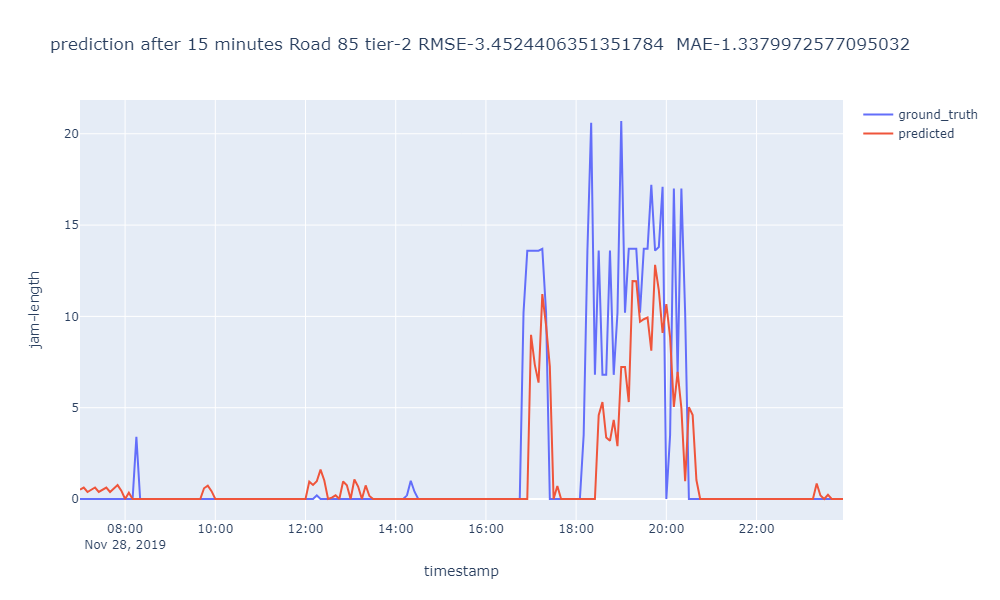 prediction after 15 minutes Road 85 tier-2 RMSE-3.4524406351351784  MAE-1.3379972577095032
ground_truth
predicted
20
15
10
5
0
jam-length
08:00 10:00 12:00 14:00 16:00 18:00 20:00 22:00
Nov 28, 2019
timestamp